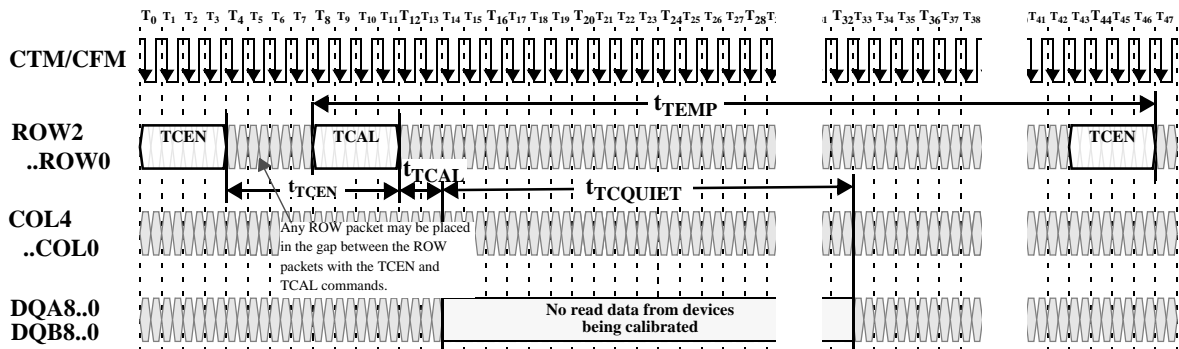 T0 T1 T2 T3 T4 T5 T6 T7 T8 T9 T10 T11 T12 T13 T14 T15 T16 T17 T18 T19 T20 T21 T22 T23 T24 T25 T26 T27 T28 T32 T33 T34 T35 T36 T37 T38 T41 T42 T43 T44 T45 T46 T47
CTM/CFM
tTEMP
ROW2
..ROW0
TCEN
TCAL
TCEN
tTCAL
tTCEN
tTCQUIET
COL4
..COL0
Any ROW packet may be placed
in the gap between the ROW
packets with the TCEN and
TCAL commands.
DQA8..0
DQB8..0
No read data from devices
being calibrated